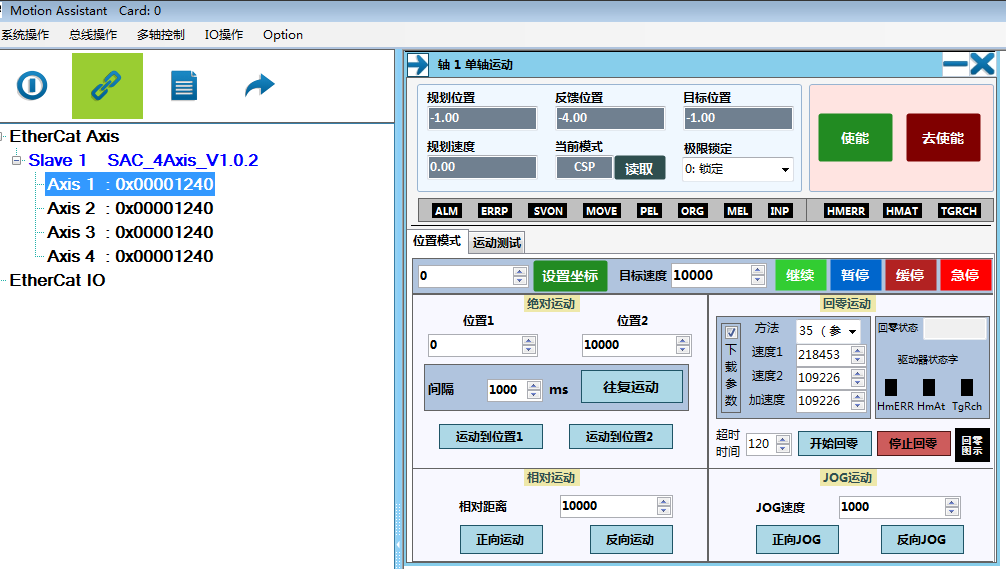 Motion Assistant Card: 0
系统操作 总线操作 多轴控制 IO操作 Option
EtherCat Axis
Slave 1 SAC_4Axis_V1.0.2
Axis 1 : 0x00001240
Axis 2 : 0x00001240
Axis 3 : 0x00001240
Axis 4 : 0x00001240
EtherCat IO
轴 1 单轴运动
规划位置 反馈位置 目标位置
-1.00 -4.00 -1.00
规划速度 当前模式 极限锁定
0.00 CSP 读取 0: 锁定
使能 去使能
ALM ERRP SVON MOVE PEL ORG MEL INP HMERR HMAT TGRCH
位置模式 运动测试
0 设置坐标 目标速度 10000 继续 暂停 缓停 急停
绝对运动
位置1 位置2
0 10000
间隔 1000 ms 往复运动
运动到位置1 运动到位置2
回零运动
下载参数
方法 35 (参
速度1 218453
速度2 109226
加速度 109226
回零状态
驱动器状态字
HmERR HmAt TgRch
超时时间 120 开始回零 停止回零 回零图示
相对运动
相对距离 10000
正向运动 反向运动
JOG运动
JOG速度 1000
正向JOG 反向JOG